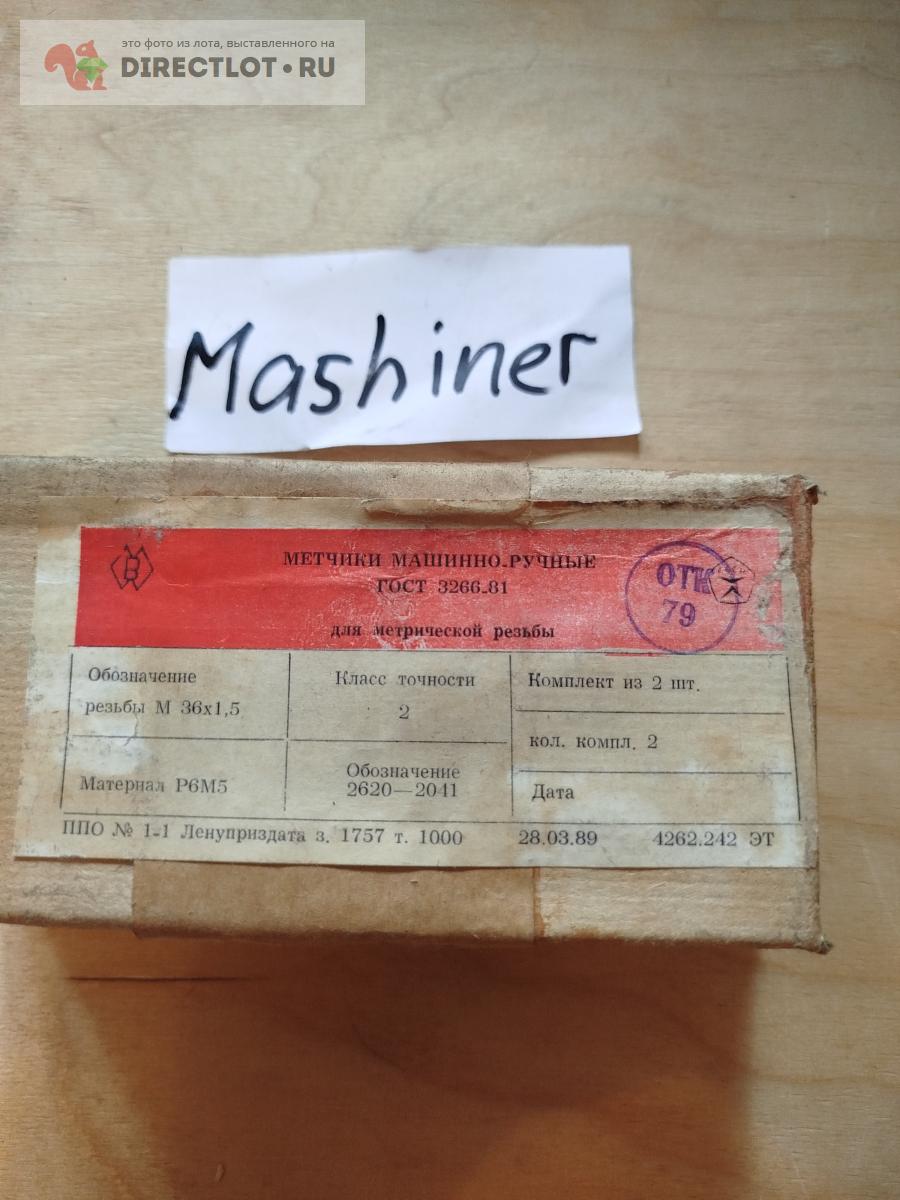 это фото из лота, выставленного на
DIRECTLOT•RU
Mashiner
МЕТЧИКИ МАШИННО-РУЧНЫЕ
ГОСТ 3266.81
ОТК
79
для метрической резьбы
Обозначение
резьбы М 36х1,5
Класс точности
2
Комплект из 2 шт.
кол. компл. 2
Материал Р6М5
Обозначение
2620—2041
Дата
ППО № 1-1 Ленуприздата з. 1757 т. 1000 28.03.89 4262.242 ЭТ